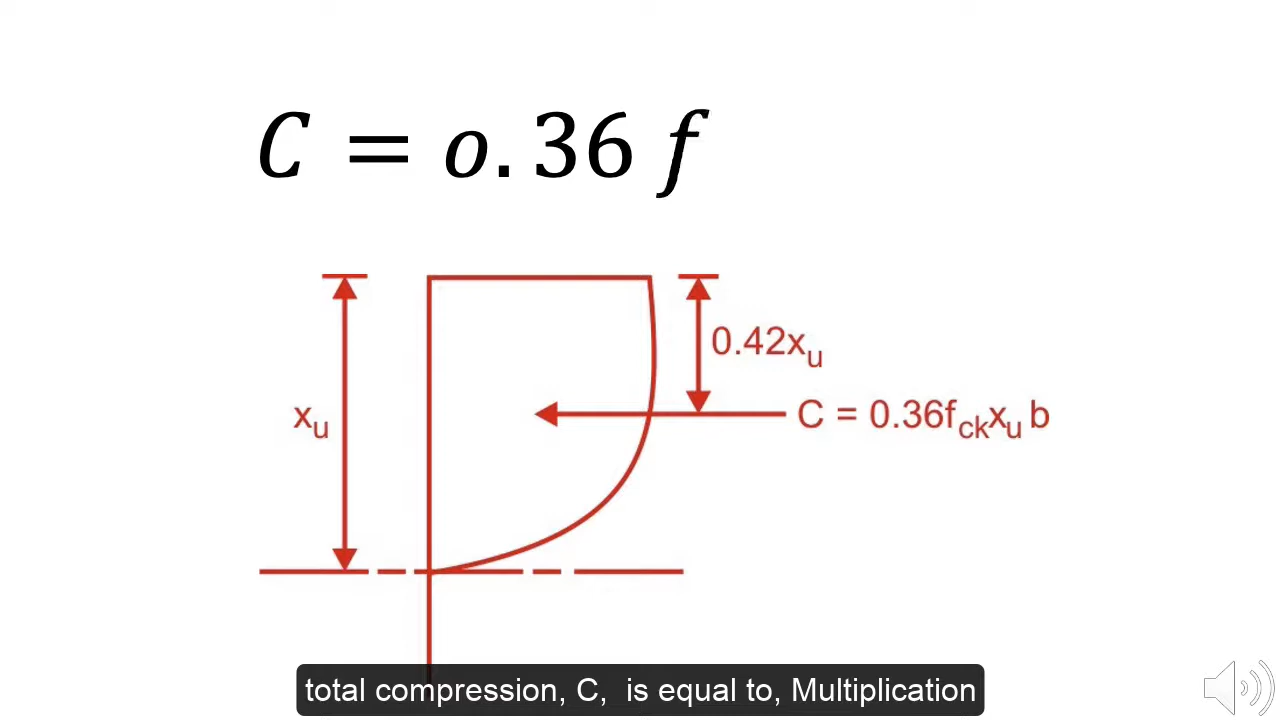 C = o.36 f
0.42xu
xu
C = 0.36fckxu b
total compression, C,  is equal to, Multiplication